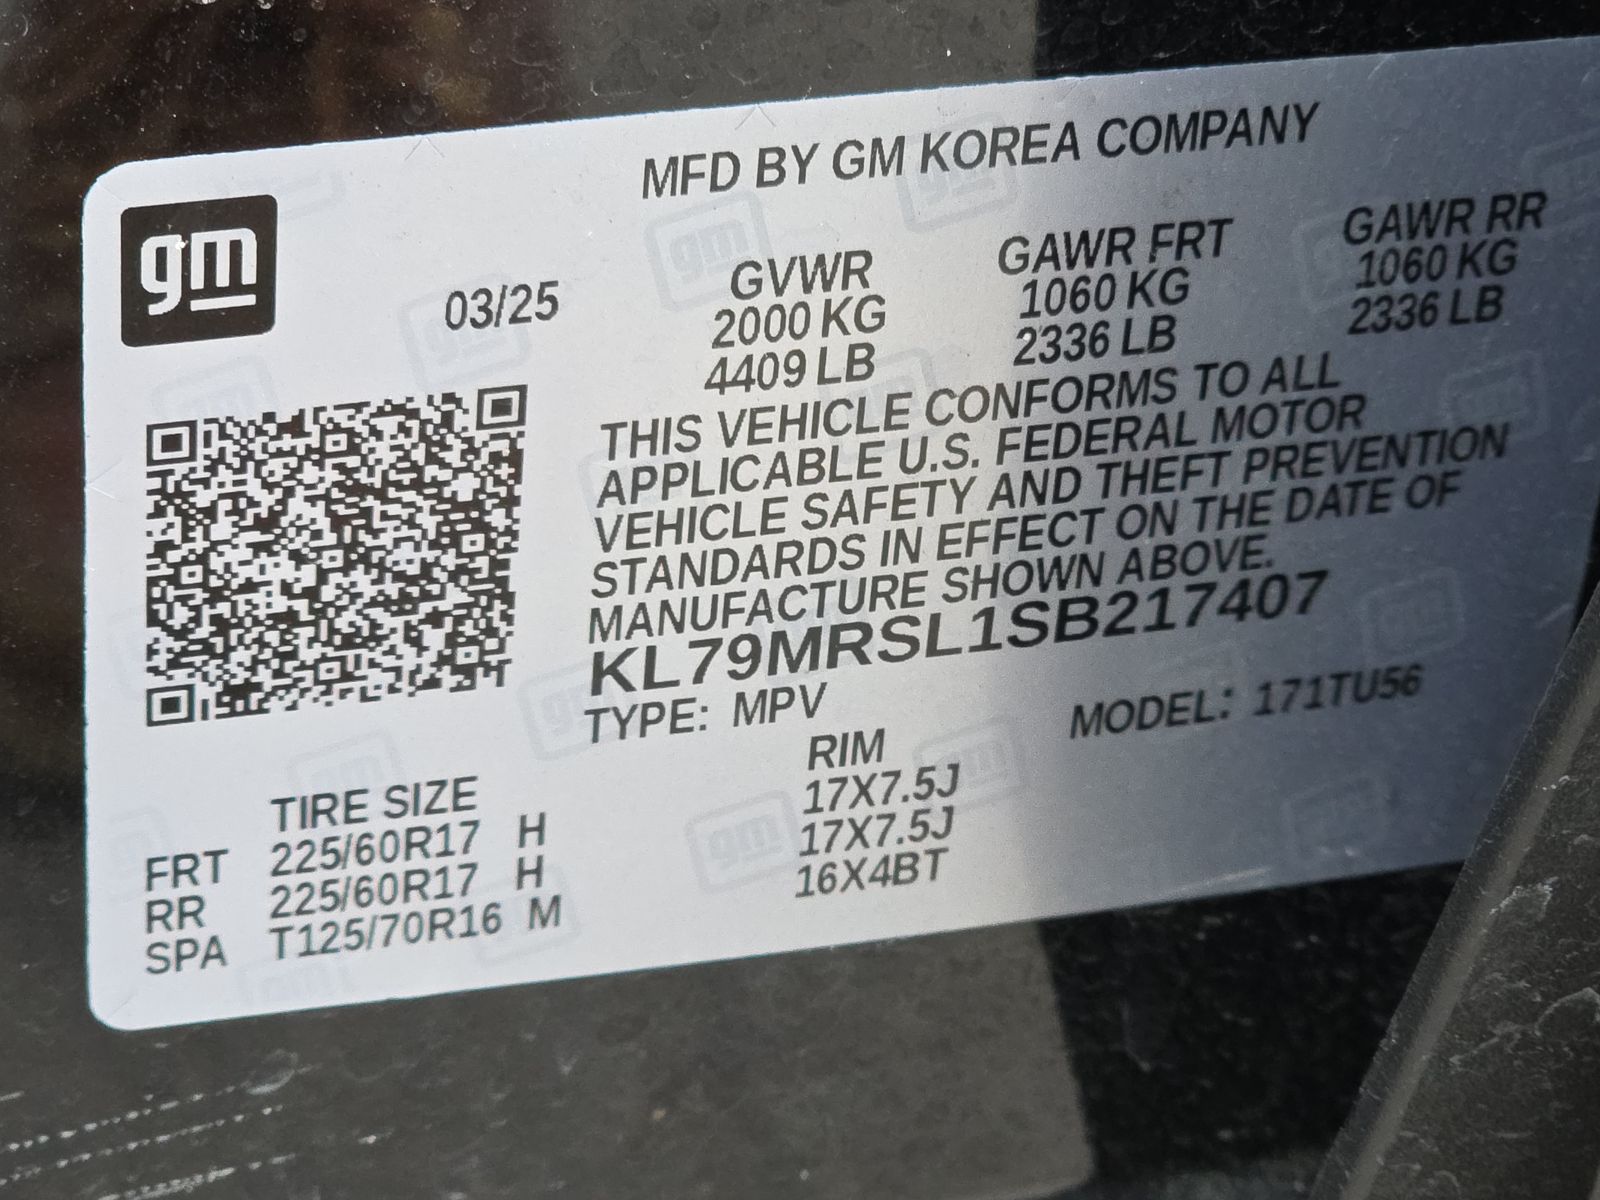 MFD BY GM KOREA COMPANY
gm
03/25
GVWR GAWR FRT GAWR RR
2000 KG 1060 KG 1060 KG
4409 LB 2336 LB 2336 LB
THIS VEHICLE CONFORMS TO ALL
APPLICABLE U.S. FEDERAL MOTOR
VEHICLE SAFETY AND THEFT PREVENTION
STANDARDS IN EFFECT ON THE DATE OF
MANUFACTURE SHOWN ABOVE.
KL79MRSL1SB217407
TYPE: MPV MODEL: 171TU56
TIRE SIZE RIM
FRT 225/60R17 H 17X7.5J
RR 225/60R17 H 17X7.5J
SPA T125/70R16 M 16X4BT